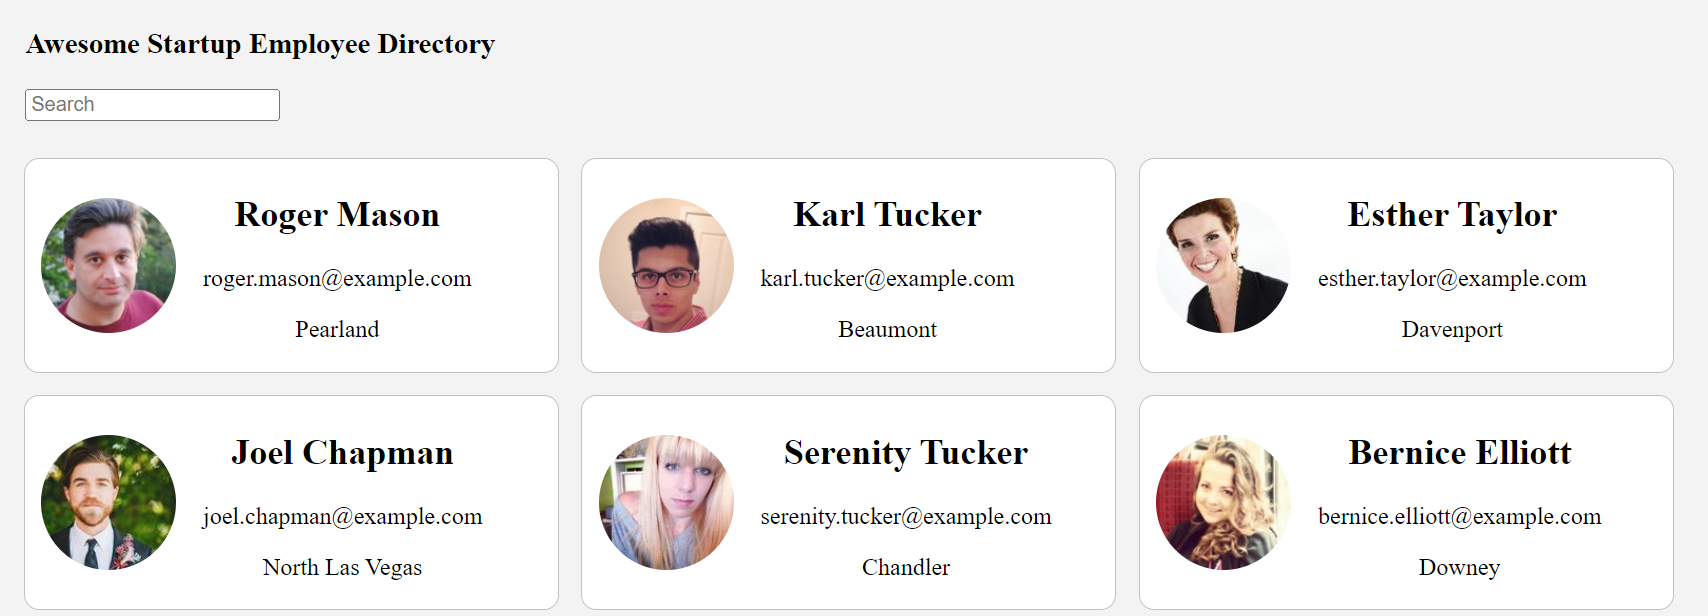 Awesome Startup Employee Directory
Search
Roger Mason
roger.mason@example.com
Pearland
Karl Tucker
karl.tucker@example.com
Beaumont
Esther Taylor
esther.taylor@example.com
Davenport
Joel Chapman
joel.chapman@example.com
North Las Vegas
Serenity Tucker
serenity.tucker@example.com
Chandler
Bernice Elliott
bernice.elliott@example.com
Downey